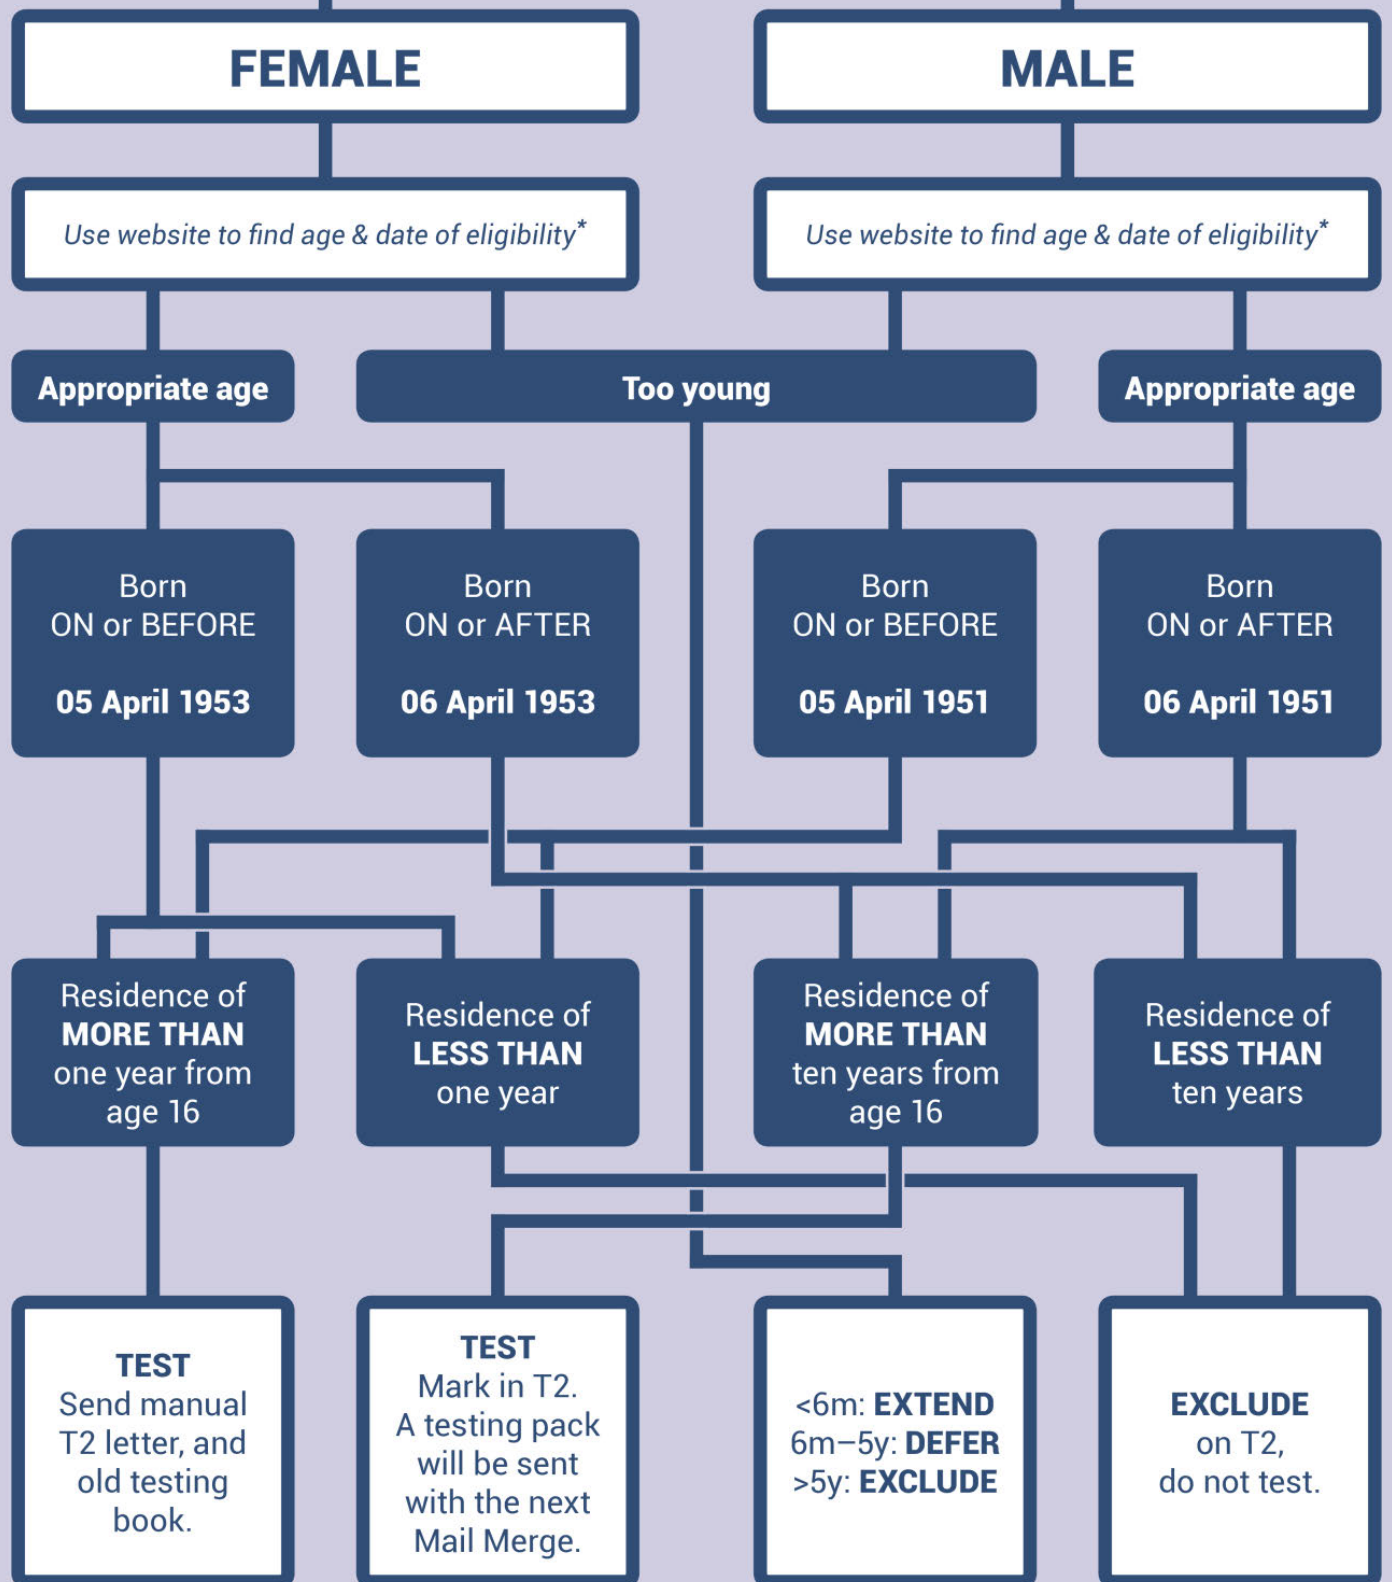 FEMALE
MALE
Use website to find age & date of eligibility*
Use website to find age & date of eligibility*
Appropriate age
Too young
Appropriate age
Born
ON or BEFORE
05 April 1953
Born
ON or AFTER
06 April 1953
Born
ON or BEFORE
05 April 1951
Born
ON or AFTER
06 April 1951
Residence of
MORE THAN
one year from
age 16
Residence of
LESS THAN
one year
Residence of
MORE THAN
ten years from
age 16
Residence of
LESS THAN
ten years
TEST
Send manual
T2 letter, and
old testing
book.
TEST
Mark in T2.
A testing pack
will be sent
with the next
Mail Merge.
<6m: EXTEND
6m–5y: DEFER
>5y: EXCLUDE
EXCLUDE
on T2,
do not test.